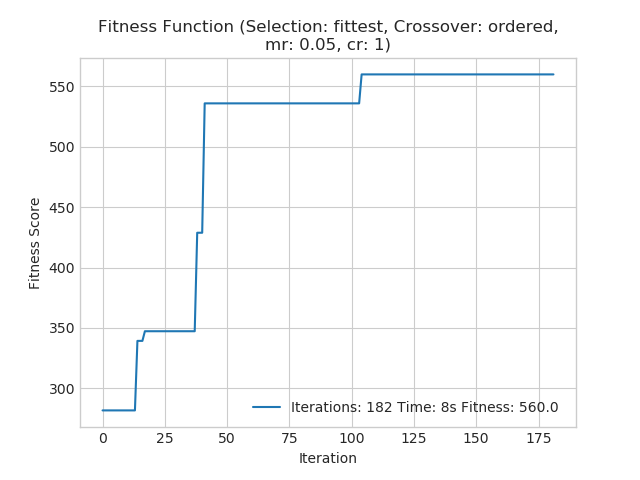 Fitness Function (Selection: fittest, Crossover: ordered,
mr: 0.05, cr: 1)
Fitness Score
550
500
450
400
350
300
Iterations: 182 Time: 8s Fitness: 560.0
0 25 50 75 100 125 150 175
Iteration